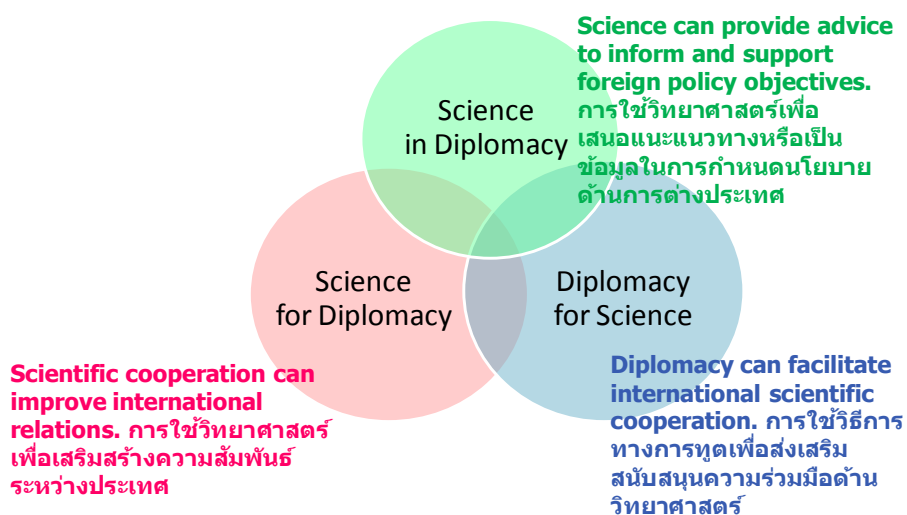 Science can provide advice
to inform and support
foreign policy objectives.
การใช้วิทยาศาสตร์เพื่อ
เสนอแนะแนวทางหรือเป็น
ข้อมูลในการกำหนดนโยบาย
ด้านการต่างประเทศ
Science
in Diplomacy
Science
for Diplomacy
Diplomacy
for Science
Scientific cooperation can
improve international
relations. การใช้วิทยาศาสตร์
เพื่อเสริมสร้างความสัมพันธ์
ระหว่างประเทศ
Diplomacy can facilitate
international scientific
cooperation. การใช้วิธีการ
ทางการทูตเพื่อส่งเสริม
สนับสนุนความร่วมมือด้าน
วิทยาศาสตร์